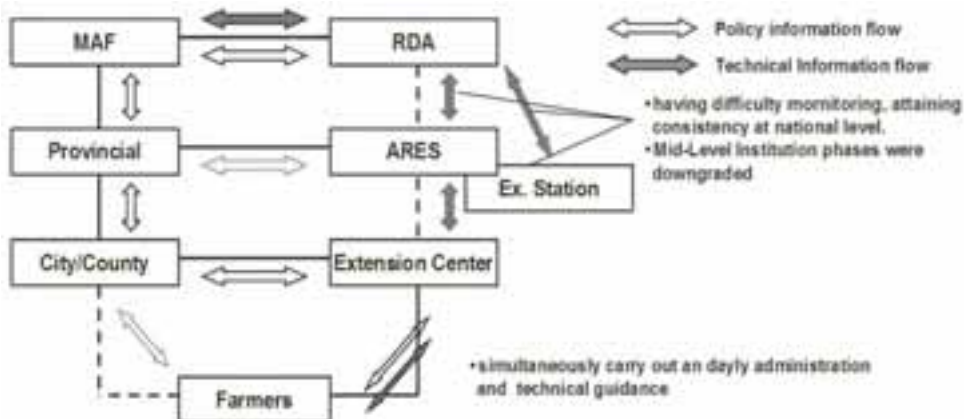 MAF
RDA
Policy information flow
Technical Information flow
•having difficulty mornitoring, attaining
consistency at national level.
•Mid-Level Institution phases were
downgraded
Provincial
ARES
Ex. Station
City/County
Extension Center
•simultaneously carry out an dayly administration
and technical guidance
Farmers